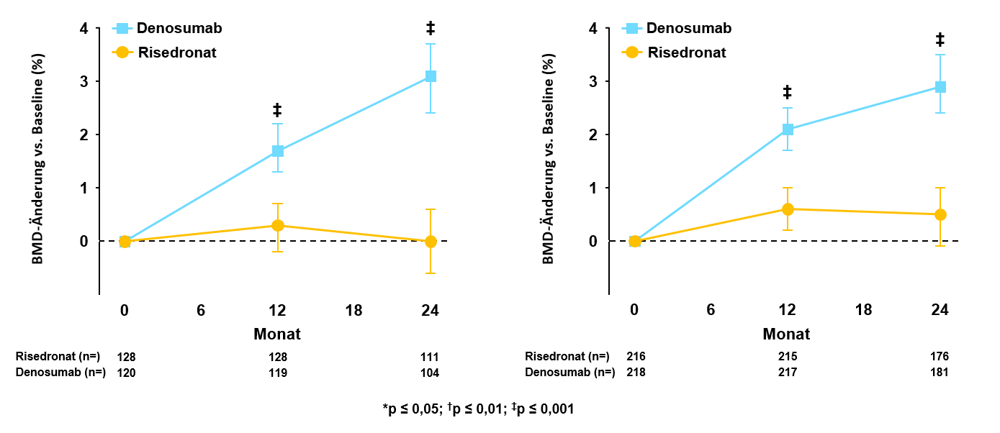 4
Denosumab
Risedronat
‡
‡
3
2
1
0
BMD-Änderung vs. Baseline (%)
0 6 12 18 24
Monat
Risedronat (n=) 128 128 111
Denosumab (n=) 120 119 104
4
Denosumab
Risedronat
‡
‡
3
2
1
0
BMD-Änderung vs. Baseline (%)
0 6 12 18 24
Monat
Risedronat (n=) 216 215 176
Denosumab (n=) 218 217 181
*p ≤ 0,05; †p ≤ 0,01; ‡p ≤ 0,001